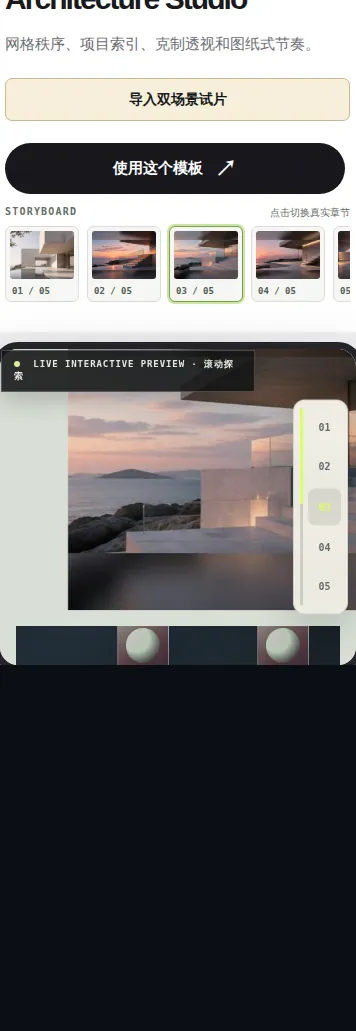 Architecture Studio
网格秩序、项目索引、克制透视和图纸式节奏。
导入双场景试片
使用这个模板 ↗
STORYBOARD
点击切换真实章节
01 / 05
02 / 05
03 / 05
04 / 05
05
LIVE INTERACTIVE PREVIEW · 滚动探
索
01
02
03
04
05